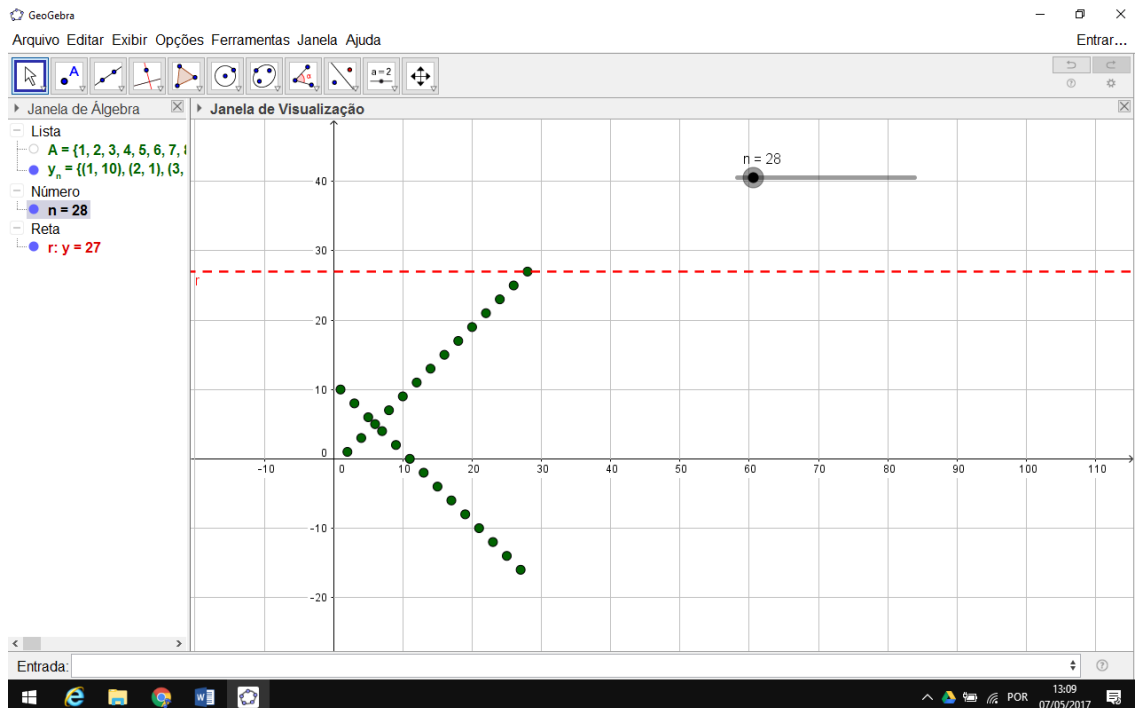 GeoGebra
Arquivo Editar Exibir Opções Ferramentas Janela Ajuda
Entrar...
A
α
a=2
Janela de Álgebra
Janela de Visualização
Lista
A = {1, 2, 3, 4, 5, 6, 7, 8
yn = {(1, 10), (2, 1), (3,
Número
n = 28
Reta
r: y = 27
n = 28
40
30
r
20
10
0
-10 0 10 20 30 40 50 60 70 80 90 100 110
-10
-20
Entrada:
POR
13:09
07/05/2017